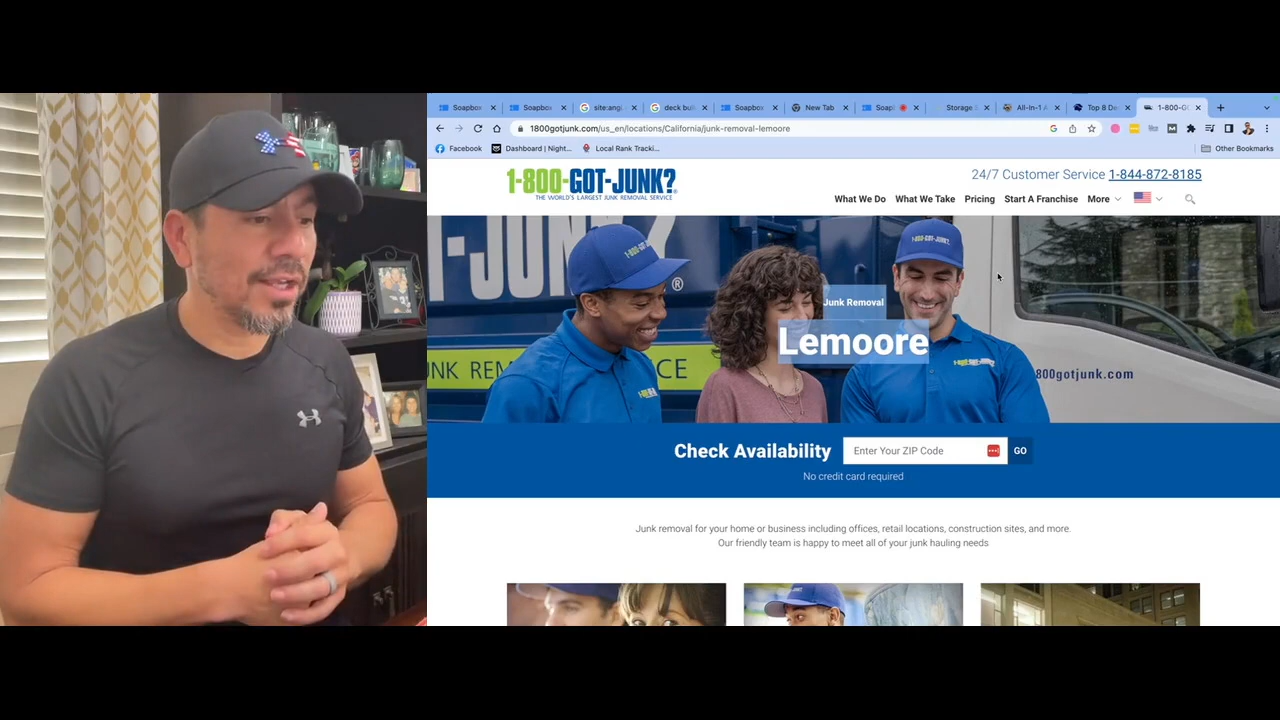 Soapbox
Soapbox
site:angi.
deck buil
Soapbox
New Tab
Soap
Storage
All-In-1 A
Top 8 De
1-800-GO
1800gotjunk.com/us_en/locations/California/junk-removal-lemoore
Facebook
Dashboard | Night...
Local Rank Tracki...
Other Bookmarks
1-800-GOT-JUNK?
THE WORLD'S LARGEST JUNK REMOVAL SERVICE
24/7 Customer Service 1-844-872-8185
What We Do
What We Take
Pricing
Start A Franchise
More
Junk Removal
Lemoore
800gotjunk.com
Check Availability
Enter Your ZIP Code
GO
No credit card required
Junk removal for your home or business including offices, retail locations, construction sites, and more.
Our friendly team is happy to meet all of your junk hauling needs